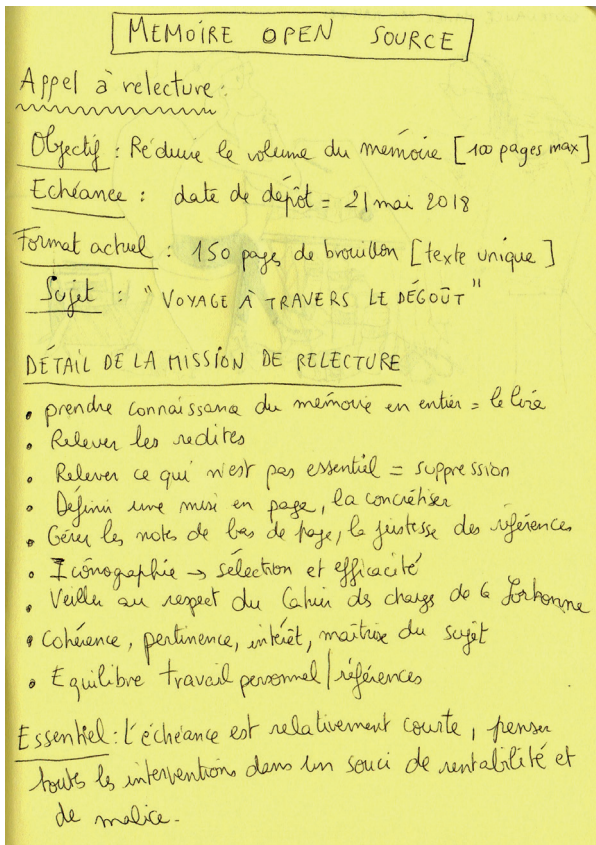 MEMOIRE OPEN SOURCE
Appel à relecture :
Objectif : Réduire le volume du mémoire [100 pages max]
Echéance : date de dépôt = 21 mai 2018
Format actuel : 150 pages de brouillon [texte unique]
Sujet : "VOYAGE À TRAVERS LE DÉGOÛT"
DÉTAIL DE LA MISSION DE RELECTURE
• prendre connaissance du mémoire en entier = le lire
• Relever les redites
• Relever ce qui n'est pas essentiel = suppression
• Définir une mise en page, la concrétiser
• Gérer les notes de bas de page, la justesse des références
• Iconographie → sélection et efficacité
• Veiller au respect du Cahier des charges de la Sorbonne
• Cohérence, pertinence, intérêt, maîtrise du sujet
• Equilibre travail personnel / références
Essentiel : L'échéance est relativement courte, penser
toutes les interventions dans un souci de rentabilité et
de malice.